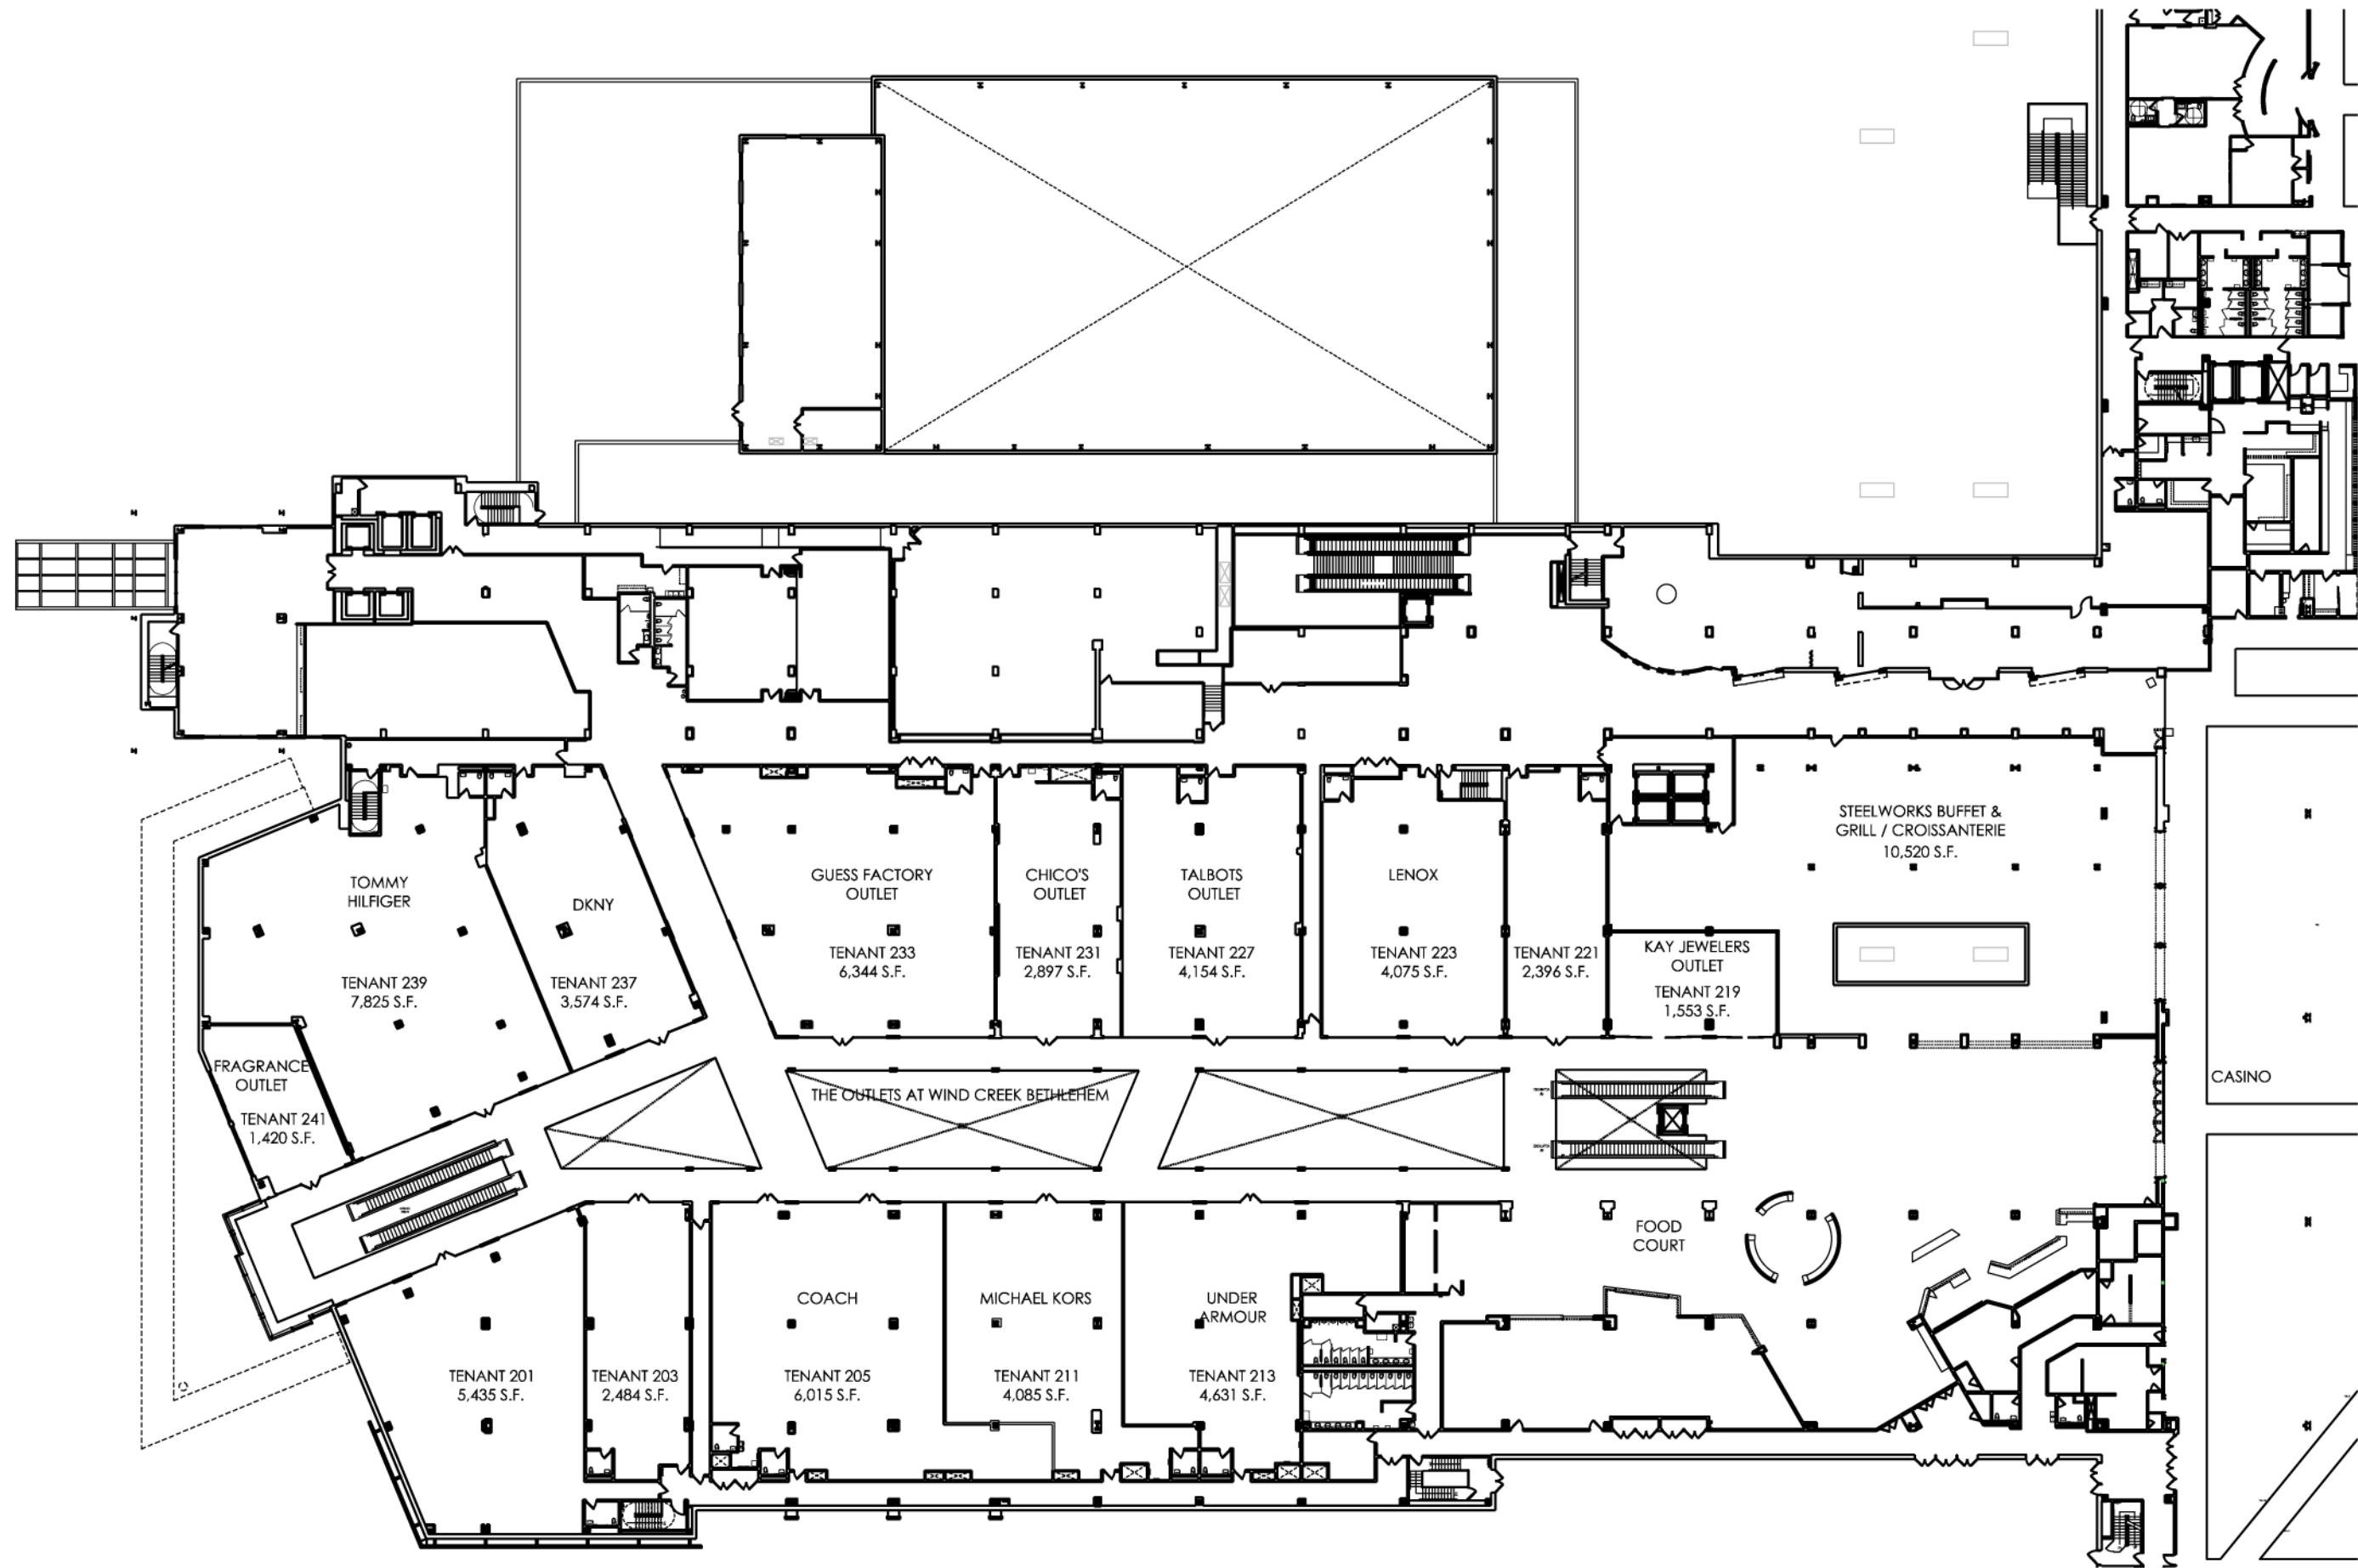 STEELWORKS BUFFET &
GRILL / CROISSANTERIE
10,520 S.F.
TOMMY
HILFIGER
TENANT 239
7,825 S.F.
DKNY
TENANT 237
3,574 S.F.
GUESS FACTORY
OUTLET
TENANT 233
6,344 S.F.
CHICO'S
OUTLET
TENANT 231
2,897 S.F.
TALBOTS
OUTLET
TENANT 227
4,154 S.F.
LENOX
TENANT 223
4,075 S.F.
TENANT 221
2,396 S.F.
KAY JEWELERS
OUTLET
TENANT 219
1,553 S.F.
FRAGRANCE
OUTLET
TENANT 241
1,420 S.F.
THE OUTLETS AT WIND CREEK BETHLEHEM
CASINO
FOOD
COURT
TENANT 201
5,435 S.F.
TENANT 203
2,484 S.F.
COACH
TENANT 205
6,015 S.F.
MICHAEL KORS
TENANT 211
4,085 S.F.
UNDER
ARMOUR
TENANT 213
4,631 S.F.